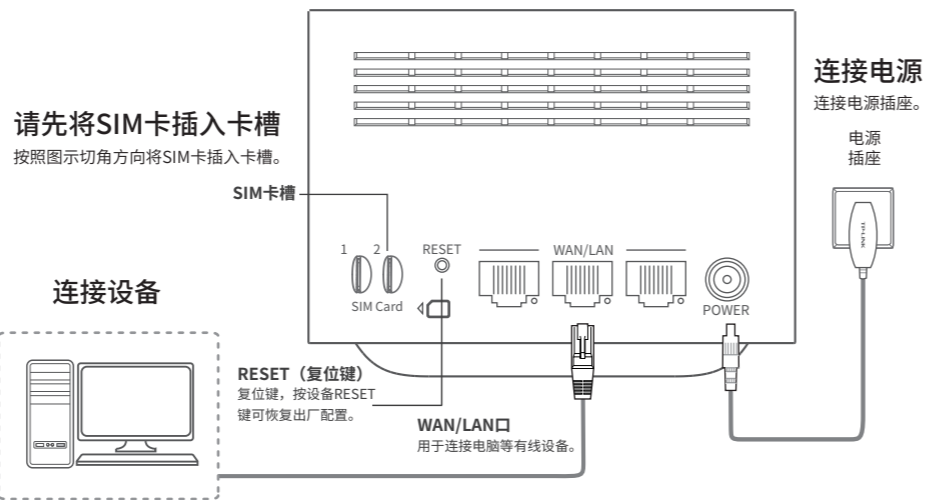 请先将SIM卡插入卡槽
按照图示切角方向将SIM卡插入卡槽。
SIM卡槽
连接电源
连接电源插座。
电源
插座
TP-LINK
1 2
SIM Card
RESET
WAN/LAN
POWER
连接设备
RESET（复位键）
复位键，按设备RESET
键可恢复出厂配置。
WAN/LAN口
用于连接电脑等有线设备。